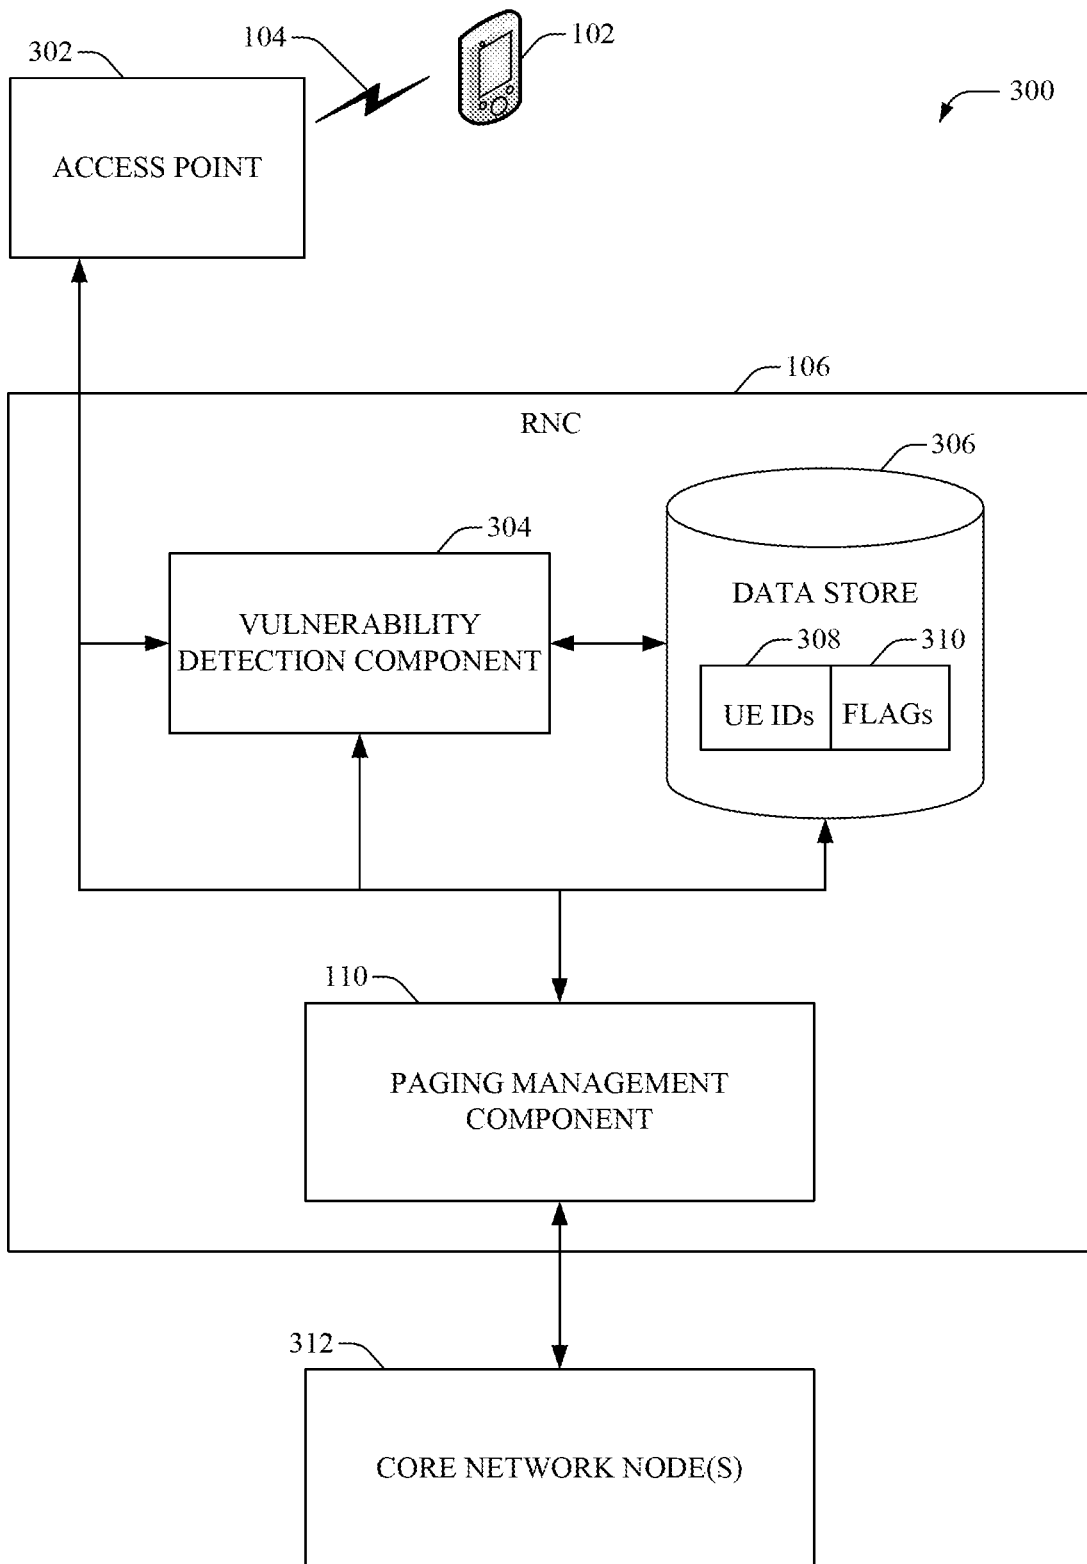 104
102
302
300
ACCESS POINT
106
RNC
306
304
DATA STORE
VULNERABILITY
DETECTION COMPONENT
308
310
UE IDs
FLAGs
110
PAGING MANAGEMENT
COMPONENT
312
CORE NETWORK NODE(S)